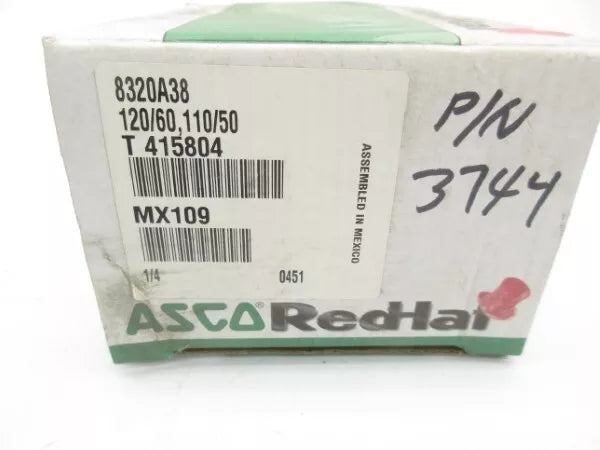 8320A38
120/60,110/50
T 415804
MX109
1/4 0451
ASSEMBLED IN MEXICO
P/N
3744
ASCO® RedHat